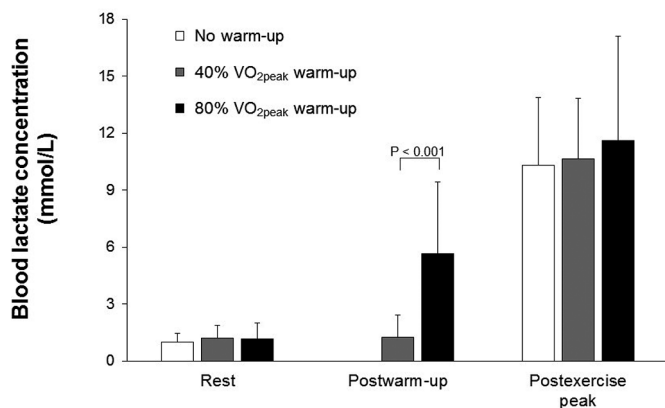 Blood lactate concentration
(mmol/L)
18
15
12
9
6
3
0
No warm-up
40% VO2peak warm-up
80% VO2peak warm-up
P < 0.001
Rest
Postwarm-up
Postexercise
peak